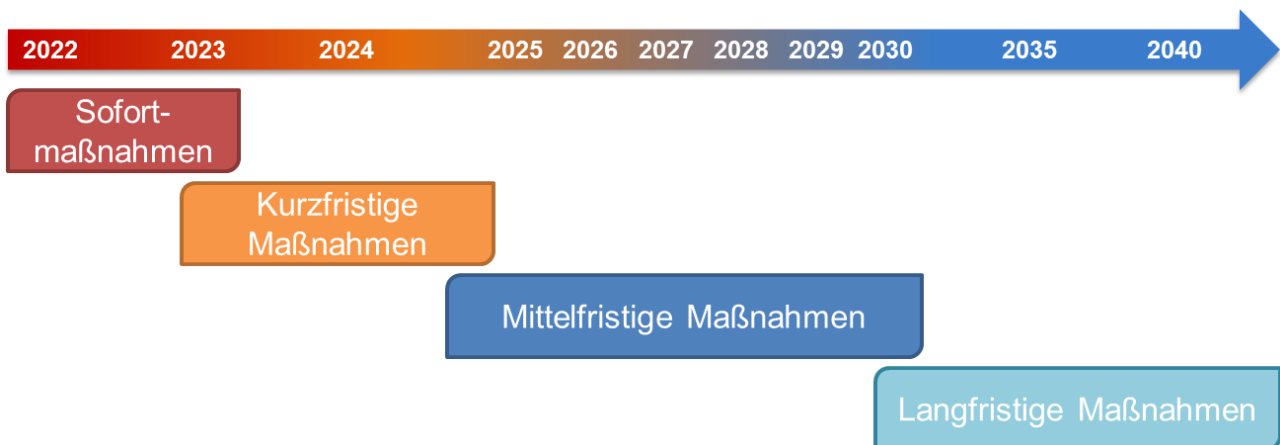 2022 2023 2024 2025 2026 2027 2028 2029 2030 2035 2040
Sofort-
maßnahmen
Kurzfristige
Maßnahmen
Mittelfristige Maßnahmen
Langfristige Maßnahmen